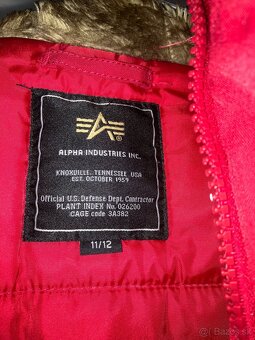 ALPHA INDUSTRIES INC.
KNOXVILLE, TENNESSEE, USA
EST. OCTOBER 1959
Official U.S. Defense Dept. Contractor
PLANT INDEX No. 026200
CAGE code 3A382
11/12